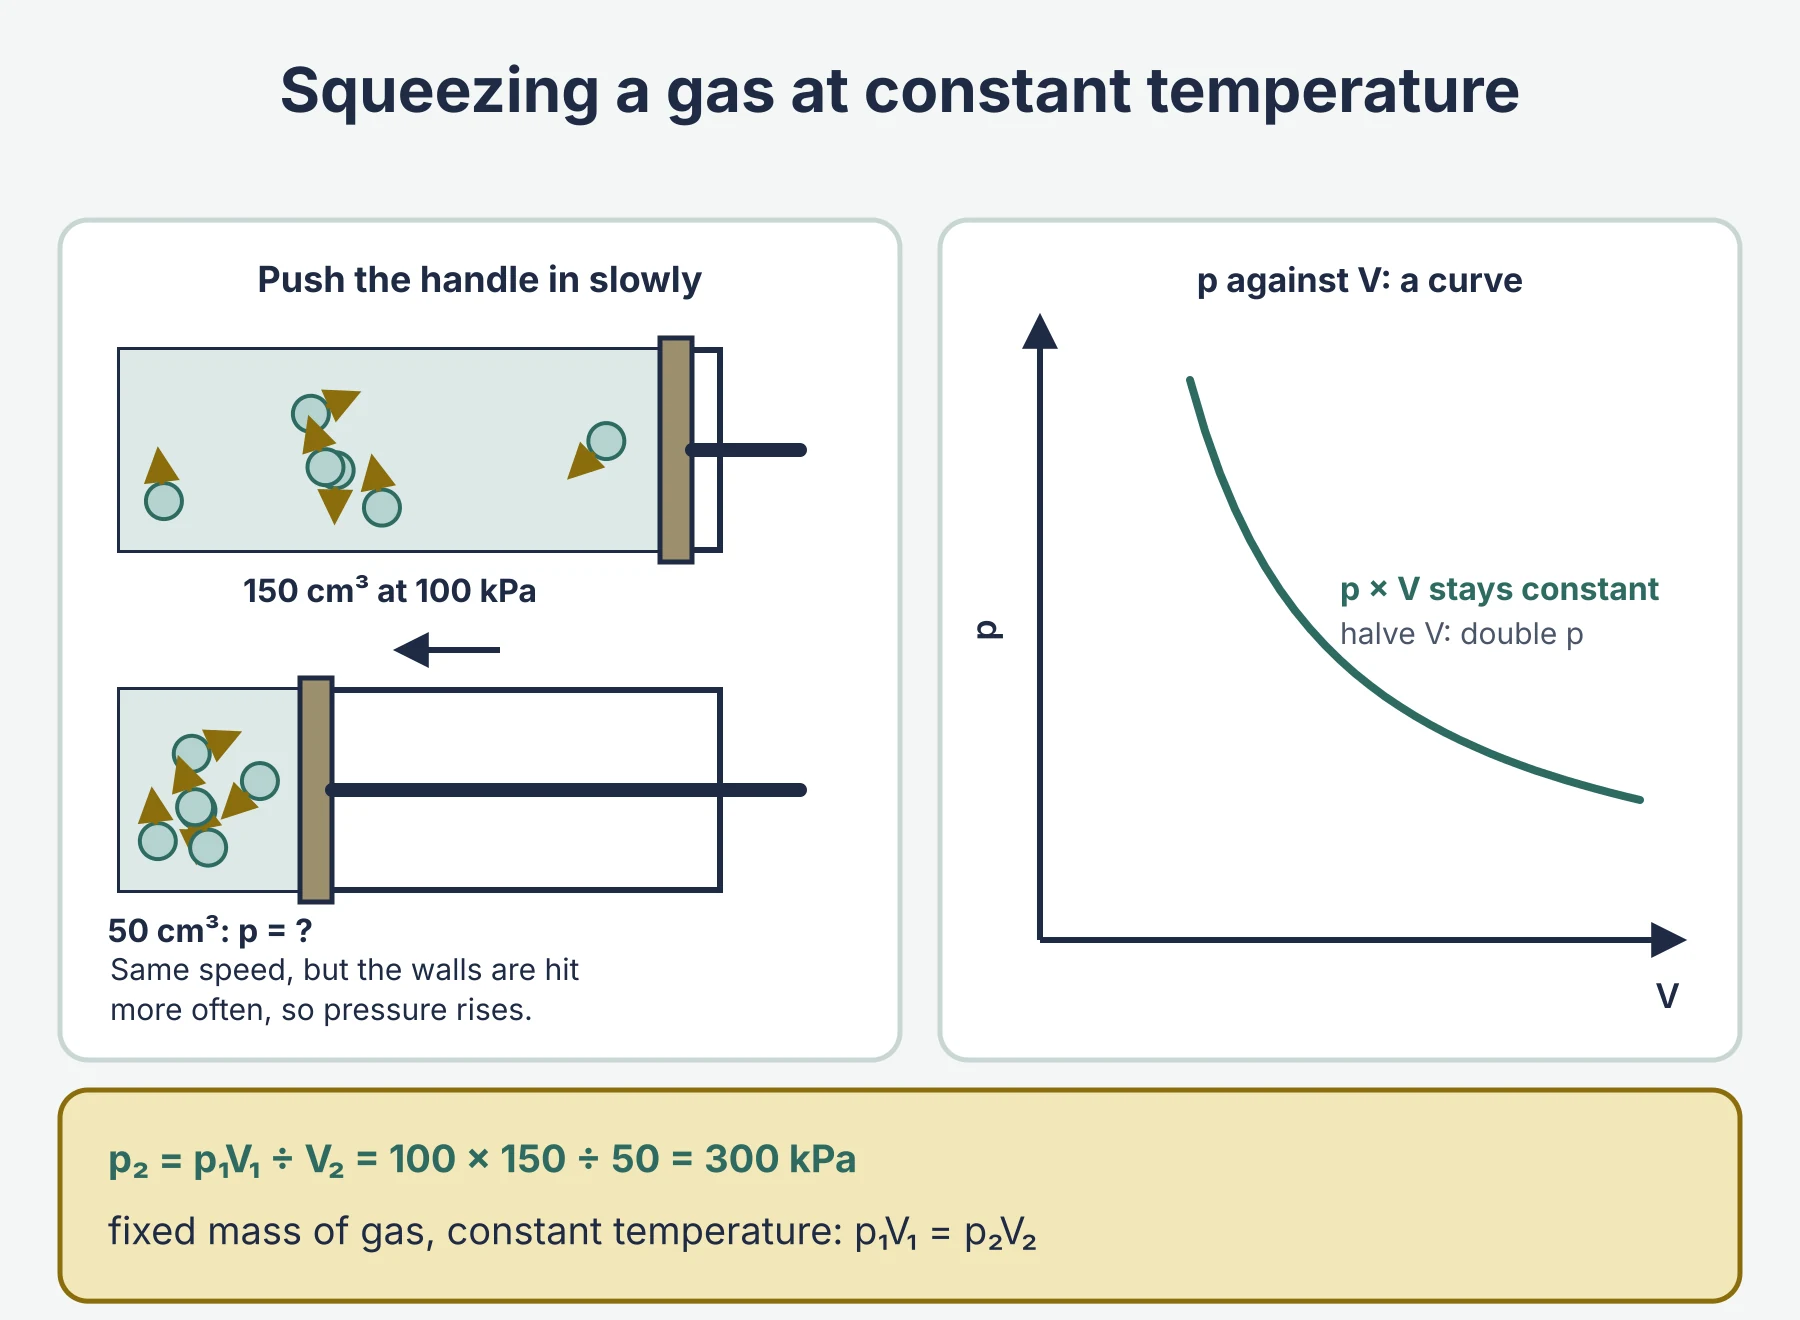 Squeezing a gas at constant temperature
Push the handle in slowly
150 cm³ at 100 kPa
50 cm³: p = ?
Same speed, but the walls are hit
more often, so pressure rises.
p against V: a curve
p
p × V stays constant
halve V: double p
V
p₂ = p₁V₁ ÷ V₂ = 100 × 150 ÷ 50 = 300 kPa
fixed mass of gas, constant temperature: p₁V₁ = p₂V₂